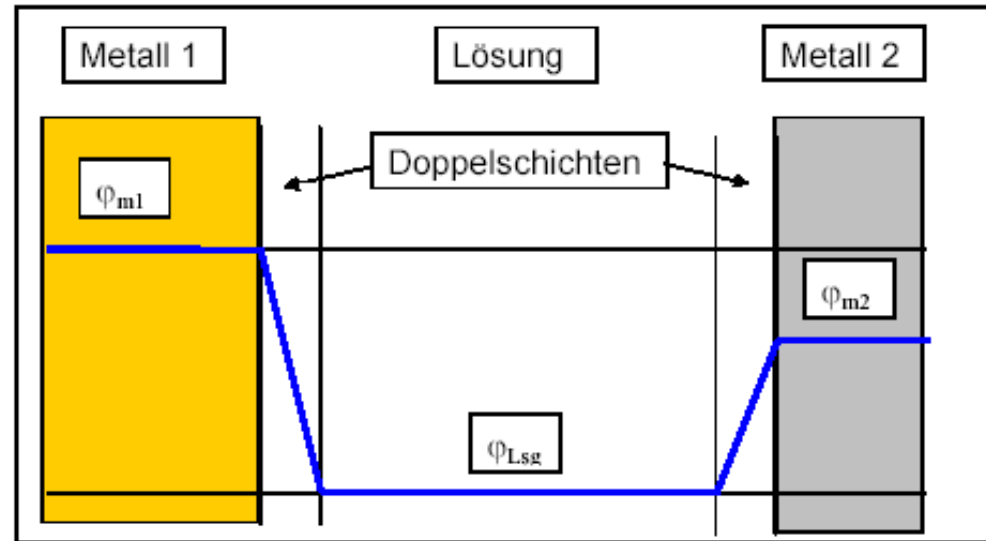 Metall 1
Lösung
Metall 2
Doppelschichten
φm1
φm2
φLsg